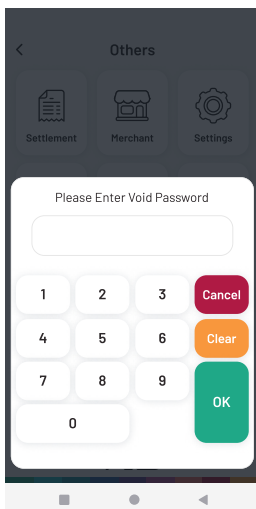 Others
Settlement Merchant Settings
Please Enter Void Password
1 2 3 Cancel
4 5 6 Clear
7 8 9
OK
0